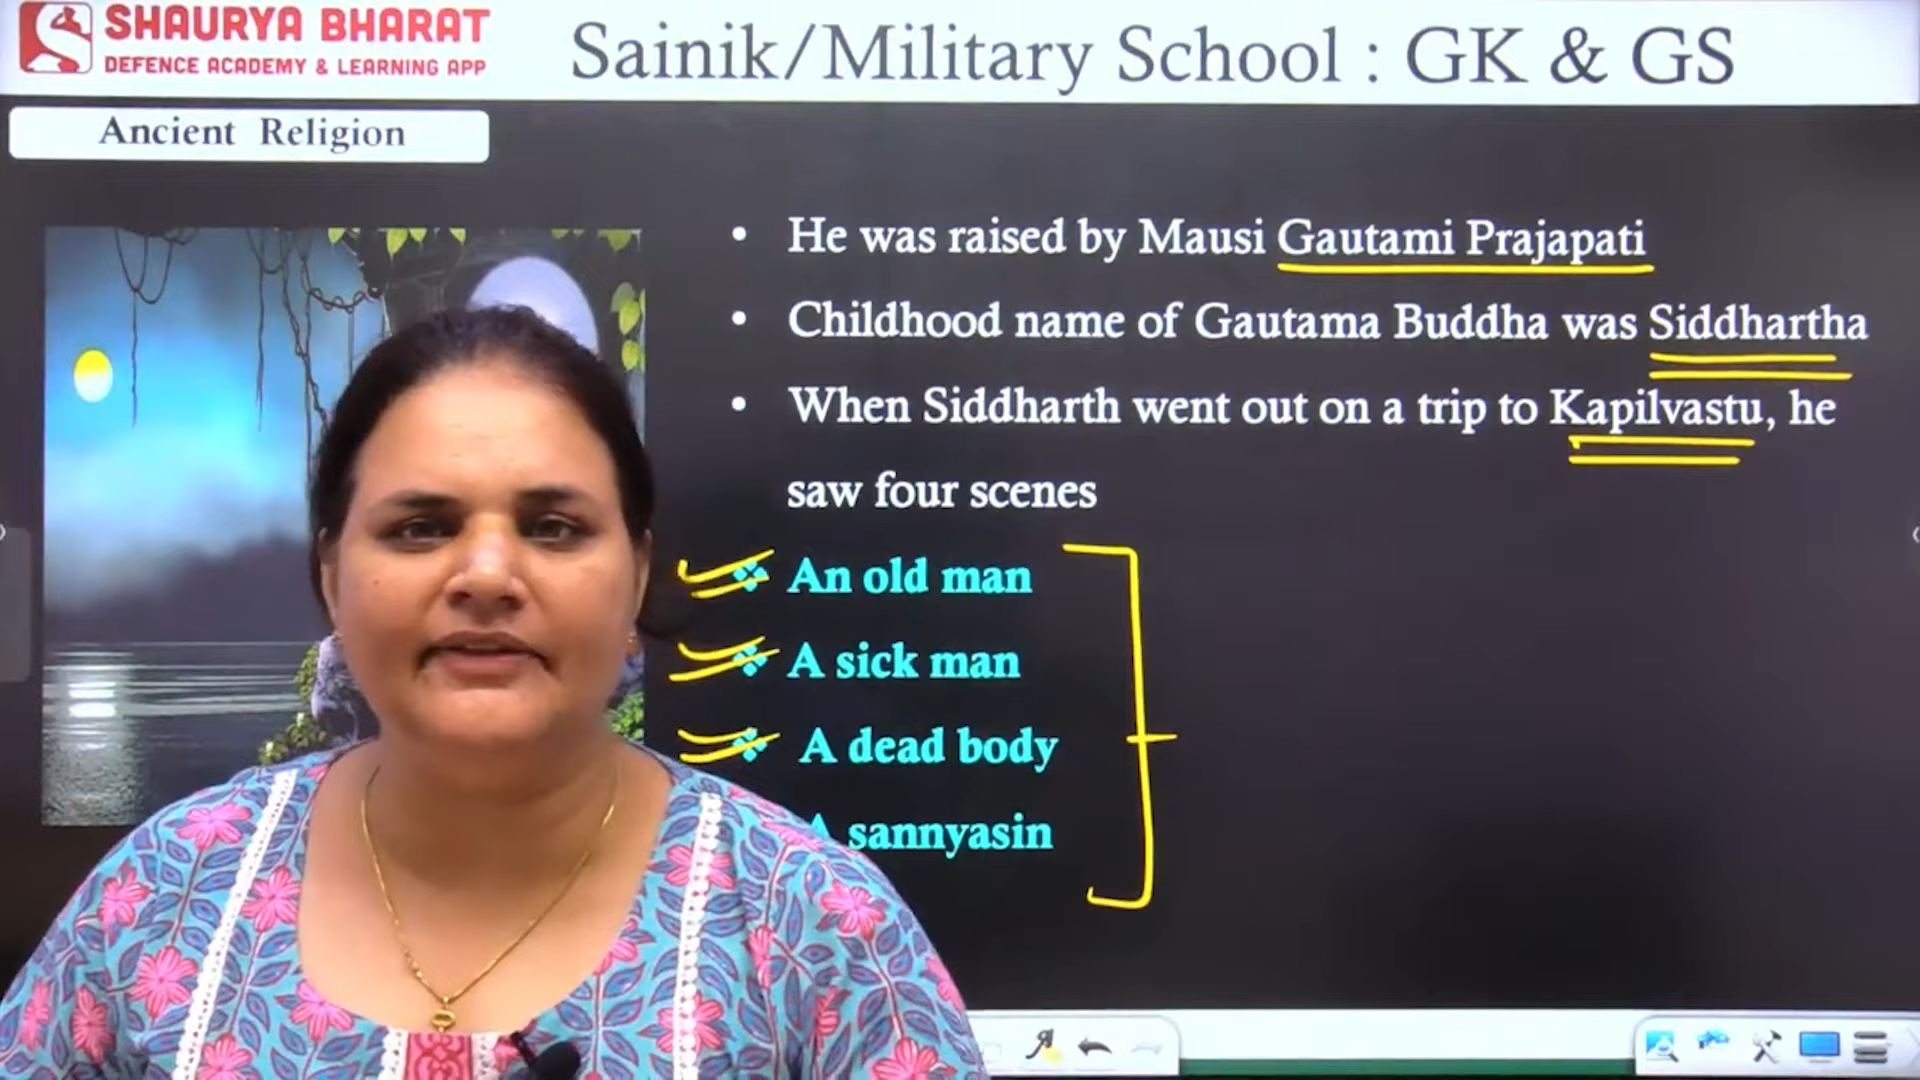 SHAURYA BHARAT
DEFENCE ACADEMY & LEARNING APP
Sainik/Military School : GK & GS
Ancient Religion
• He was raised by Mausi Gautami Prajapati
• Childhood name of Gautama Buddha was Siddhartha
• When Siddharth went out on a trip to Kapilvastu, he
saw four scenes
❖ An old man
❖ A sick man
❖ A dead body
A sannyasin